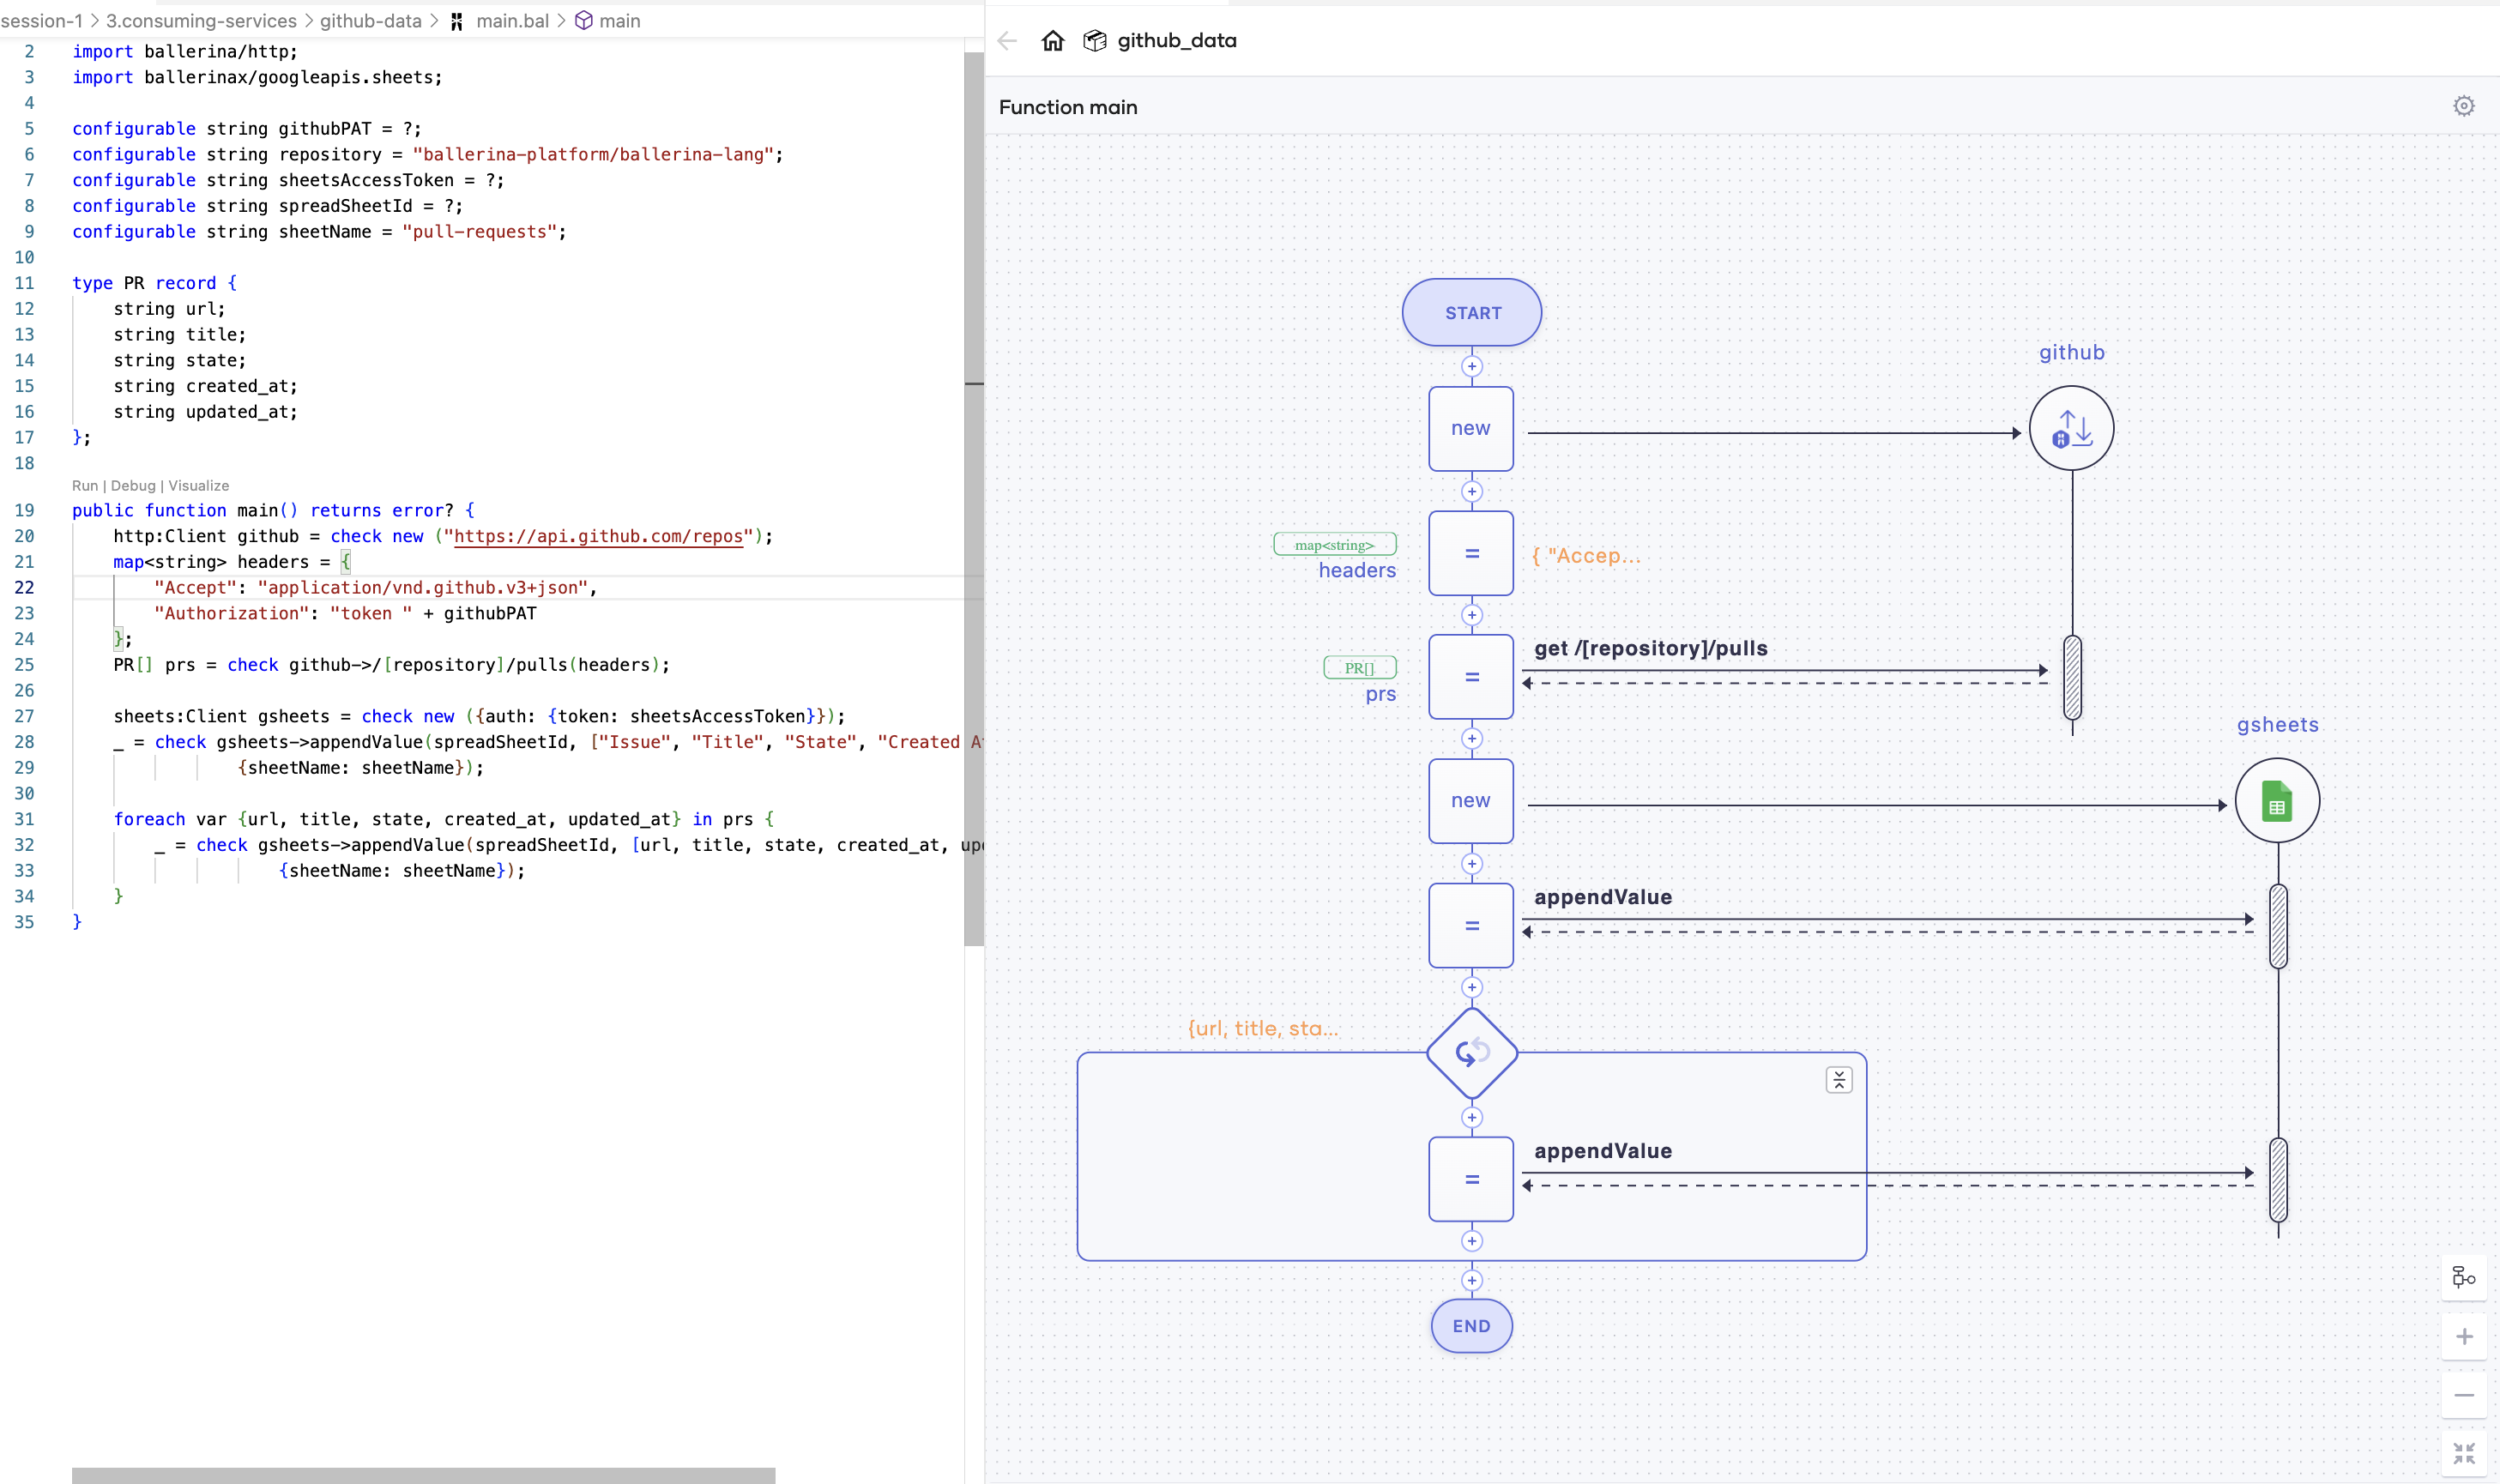 session-1 > 3.consuming-services > github-data > main.bal > main
2 import ballerina/http;
3 import ballerinax/googleapis.sheets;
4
5 configurable string githubPAT = ?;
6 configurable string repository = "ballerina-platform/ballerina-lang";
7 configurable string sheetsAccessToken = ?;
8 configurable string spreadSheetId = ?;
9 configurable string sheetName = "pull-requests";
10
11 type PR record {
12     string url;
13     string title;
14     string state;
15     string created_at;
16     string updated_at;
17 };
18
Run | Debug | Visualize
19 public function main() returns error? {
20     http:Client github = check new ("https://api.github.com/repos");
21     map<string> headers = {
22         "Accept": "application/vnd.github.v3+json",
23         "Authorization": "token " + githubPAT
24     };
25     PR[] prs = check github->/[repository]/pulls(headers);
26
27     sheets:Client gsheets = check new ({auth: {token: sheetsAccessToken}});
28     _ = check gsheets->appendValue(spreadSheetId, ["Issue", "Title", "State", "Created A
29                 {sheetName: sheetName});
30
31     foreach var {url, title, state, created_at, updated_at} in prs {
32         _ = check gsheets->appendValue(spreadSheetId, [url, title, state, created_at, up
33                     {sheetName: sheetName});
34     }
35 }
github_data
Function main
START
github
new
map<string>
headers
=
{ "Accep...
PR[]
prs
=
get /[repository]/pulls
gsheets
new
appendValue
=
{url, title, sta...
appendValue
=
END